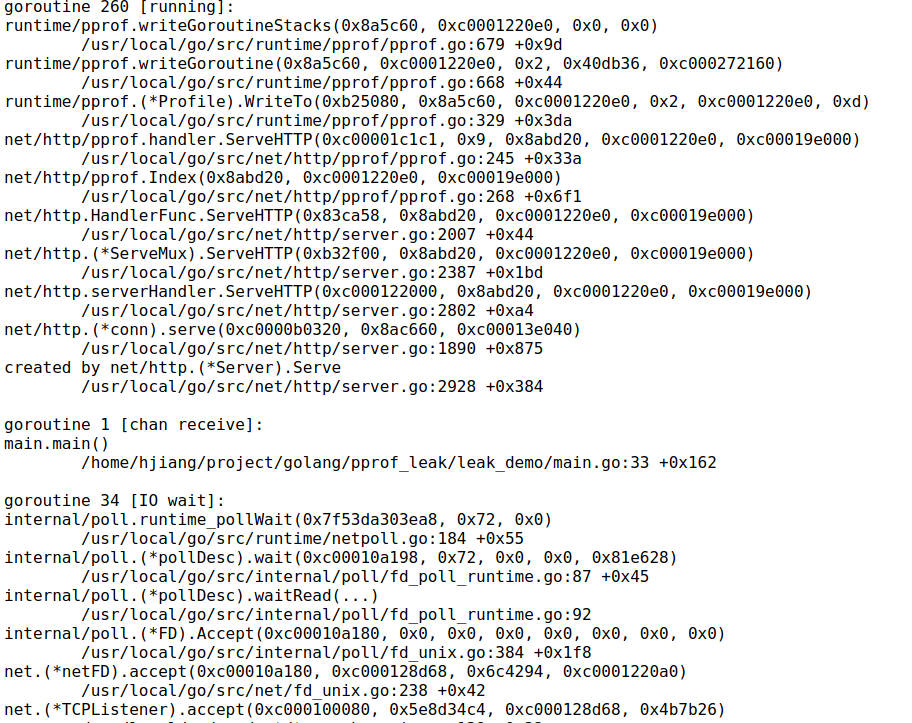 goroutine 260 [running]:
runtime/pprof.writeGoroutineStacks(0x8a5c60, 0xc0001220e0, 0x0, 0x0)
        /usr/local/go/src/runtime/pprof/pprof.go:679 +0x9d
runtime/pprof.writeGoroutine(0x8a5c60, 0xc0001220e0, 0x2, 0x40db36, 0xc000272160)
        /usr/local/go/src/runtime/pprof/pprof.go:668 +0x44
runtime/pprof.(*Profile).WriteTo(0xb25080, 0x8a5c60, 0xc0001220e0, 0x2, 0xc0001220e0, 0xd)
        /usr/local/go/src/runtime/pprof/pprof.go:329 +0x3da
net/http/pprof.handler.ServeHTTP(0xc00001c1c1, 0x9, 0x8abd20, 0xc0001220e0, 0xc00019e000)
        /usr/local/go/src/net/http/pprof/pprof.go:245 +0x33a
net/http/pprof.Index(0x8abd20, 0xc0001220e0, 0xc00019e000)
        /usr/local/go/src/net/http/pprof/pprof.go:268 +0x6f1
net/http.HandlerFunc.ServeHTTP(0x83ca58, 0x8abd20, 0xc0001220e0, 0xc00019e000)
        /usr/local/go/src/net/http/server.go:2007 +0x44
net/http.(*ServeMux).ServeHTTP(0xb32f00, 0x8abd20, 0xc0001220e0, 0xc00019e000)
        /usr/local/go/src/net/http/server.go:2387 +0x1bd
net/http.serverHandler.ServeHTTP(0xc000122000, 0x8abd20, 0xc0001220e0, 0xc00019e000)
        /usr/local/go/src/net/http/server.go:2802 +0xa4
net/http.(*conn).serve(0xc0000b0320, 0x8ac660, 0xc00013e040)
        /usr/local/go/src/net/http/server.go:1890 +0x875
created by net/http.(*Server).Serve
        /usr/local/go/src/net/http/server.go:2928 +0x384

goroutine 1 [chan receive]:
main.main()
        /home/hjiang/project/golang/pprof_leak/leak_demo/main.go:33 +0x162

goroutine 34 [IO wait]:
internal/poll.runtime_pollWait(0x7f53da303ea8, 0x72, 0x0)
        /usr/local/go/src/runtime/netpoll.go:184 +0x55
internal/poll.(*pollDesc).wait(0xc00010a198, 0x72, 0x0, 0x0, 0x81e628)
        /usr/local/go/src/internal/poll/fd_poll_runtime.go:87 +0x45
internal/poll.(*pollDesc).waitRead(...)
        /usr/local/go/src/internal/poll/fd_poll_runtime.go:92
internal/poll.(*FD).Accept(0xc00010a180, 0x0, 0x0, 0x0, 0x0, 0x0, 0x0, 0x0)
        /usr/local/go/src/internal/poll/fd_unix.go:384 +0x1f8
net.(*netFD).accept(0xc00010a180, 0xc000128d68, 0x6c4294, 0xc0001220a0)
        /usr/local/go/src/net/fd_unix.go:238 +0x42
net.(*TCPListener).accept(0xc000100080, 0x5e8d34c4, 0xc000128d68, 0x4b7b26)